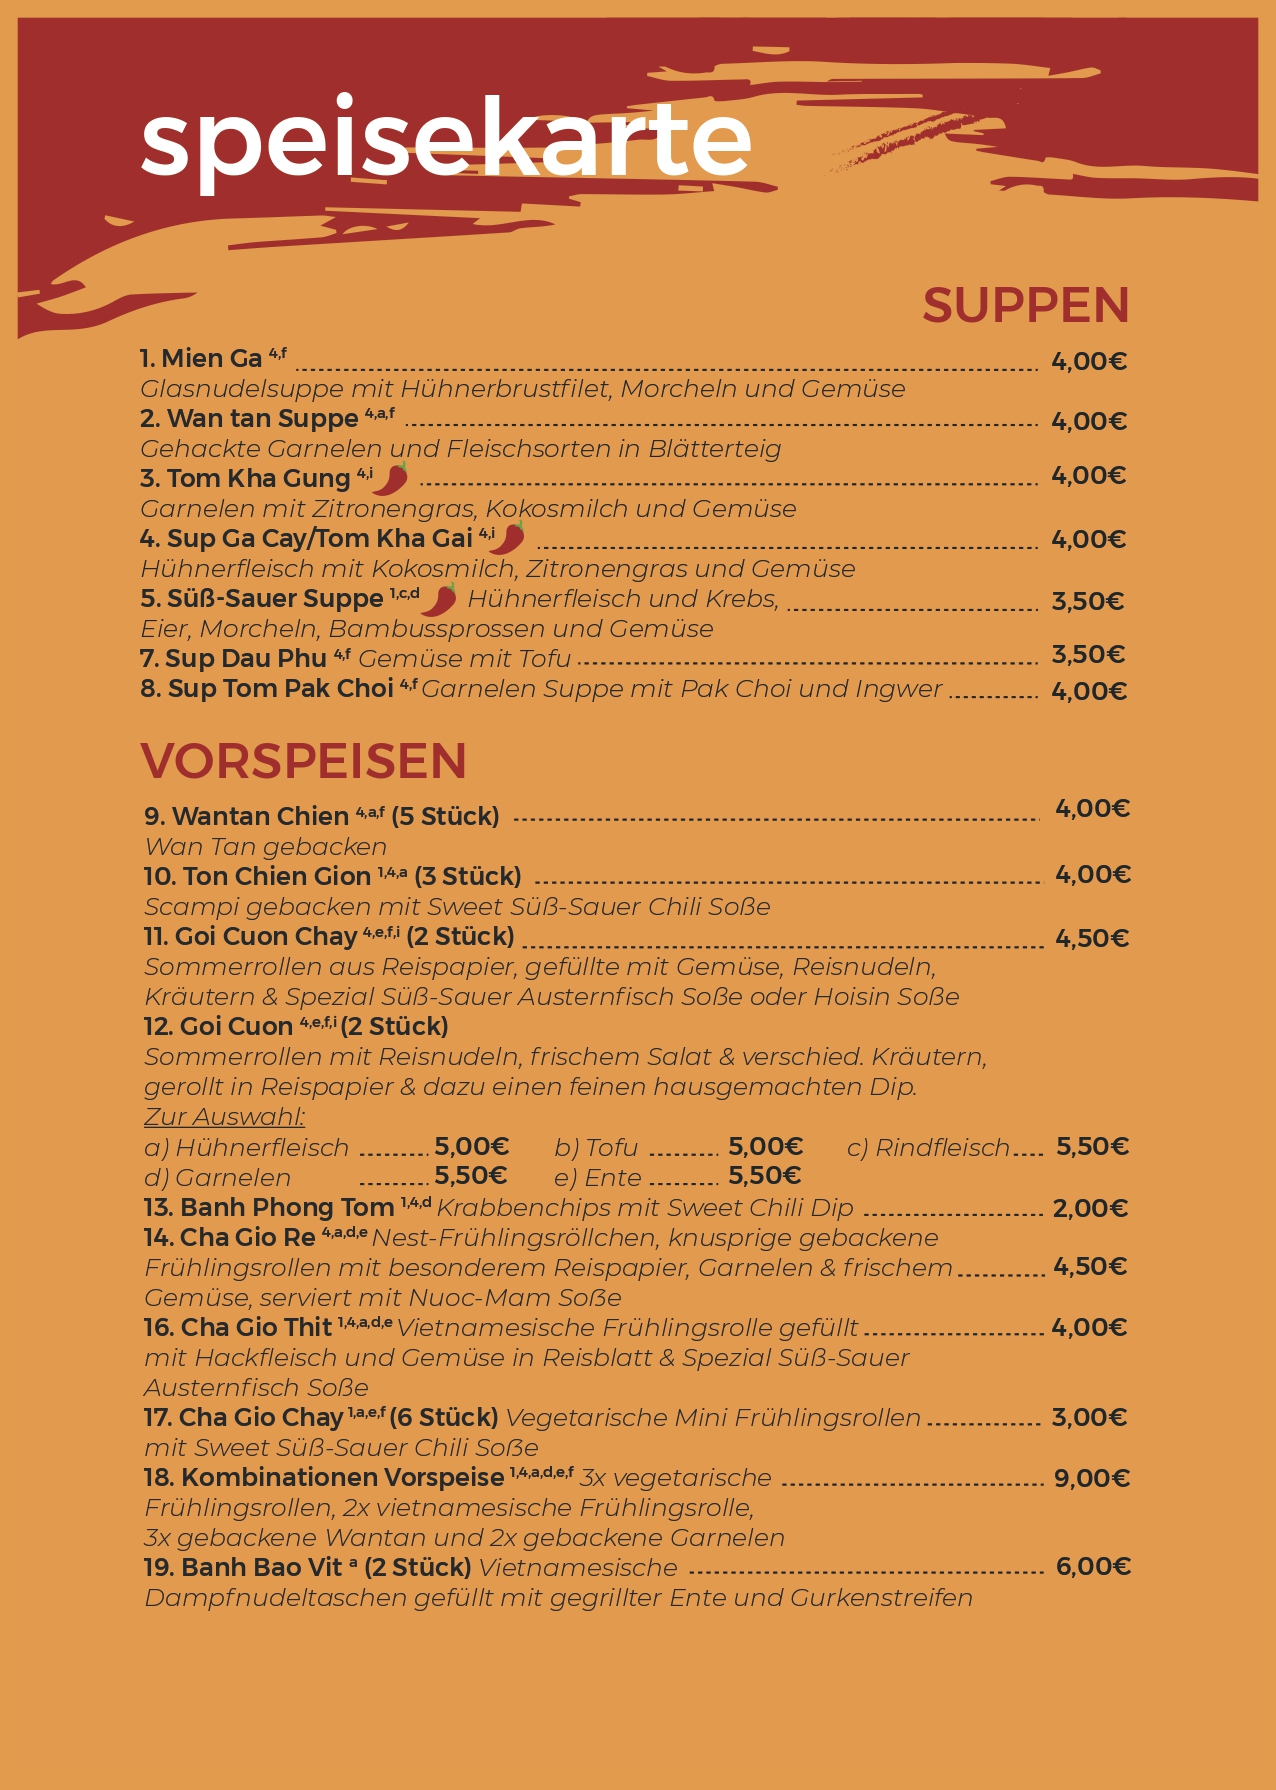 speisekarte
SUPPEN
1. Mien Ga 4,f 4,00€
Glasnudelsuppe mit Hühnerbrustfilet, Morcheln und Gemüse
2. Wan tan Suppe 4,a,f 4,00€
Gehackte Garnelen und Fleischsorten in Blätterteig
3. Tom Kha Gung 4,i 4,00€
Garnelen mit Zitronengras, Kokosmilch und Gemüse
4. Sup Ga Cay/Tom Kha Gai 4,i 4,00€
Hühnerfleisch mit Kokosmilch, Zitronengras und Gemüse
5. Süß-Sauer Suppe 1,c,d Hühnerfleisch und Krebs, 3,50€
Eier, Morcheln, Bambussprossen und Gemüse
7. Sup Dau Phu 4,f Gemüse mit Tofu 3,50€
8. Sup Tom Pak Choi 4,f Garnelen Suppe mit Pak Choi und Ingwer 4,00€
VORSPEISEN
9. Wantan Chien 4,a,f (5 Stück) 4,00€
Wan Tan gebacken
10. Ton Chien Gion 1,4,a (3 Stück) 4,00€
Scampi gebacken mit Sweet Süß-Sauer Chili Soße
11. Goi Cuon Chay 4,e,f,i (2 Stück) 4,50€
Sommerrollen aus Reispapier, gefüllte mit Gemüse, Reisnudeln,
Kräutern & Spezial Süß-Sauer Austernfisch Soße oder Hoisin Soße
12. Goi Cuon 4,e,f,i (2 Stück)
Sommerrollen mit Reisnudeln, frischem Salat & verschied. Kräutern,
gerollt in Reispapier & dazu einen feinen hausgemachten Dip.
Zur Auswahl:
a) Hühnerfleisch 5,00€ b) Tofu 5,00€ c) Rindfleisch 5,50€
d) Garnelen 5,50€ e) Ente 5,50€
13. Banh Phong Tom 1,4,d Krabbenchips mit Sweet Chili Dip 2,00€
14. Cha Gio Re 4,a,d,e Nest-Frühlingsröllchen, knusprige gebackene
Frühlingsrollen mit besonderem Reispapier, Garnelen & frischem 4,50€
Gemüse, serviert mit Nuoc-Mam Soße
16. Cha Gio Thit 1,4,a,d,e Vietnamesische Frühlingsrolle gefüllt 4,00€
mit Hackfleisch und Gemüse in Reisblatt & Spezial Süß-Sauer
Austernfisch Soße
17. Cha Gio Chay 1,a,e,f (6 Stück) Vegetarische Mini Frühlingsrollen 3,00€
mit Sweet Süß-Sauer Chili Soße
18. Kombinationen Vorspeise 1,4,a,d,e,f 3x vegetarische 9,00€
Frühlingsrollen, 2x vietnamesische Frühlingsrolle,
3x gebackene Wantan und 2x gebackene Garnelen
19. Banh Bao Vit a (2 Stück) Vietnamesische 6,00€
Dampfnudeltaschen gefüllt mit gegrillter Ente und Gurkenstreifen